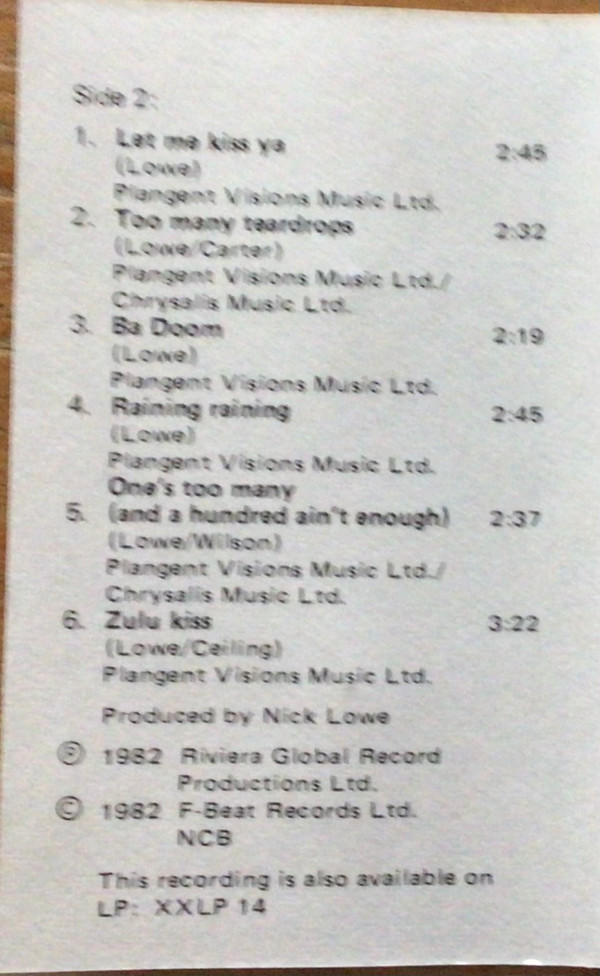 Side 2:
1. Let me kiss ya 2:45
(Lowe)
Plangent Visions Music Ltd.
2. Too many teardrops 2:32
(Lowe/Carter)
Plangent Visions Music Ltd./
Chrysalis Music Ltd.
3. Ba Doom 2:19
(Lowe)
Plangent Visions Music Ltd.
4. Raining raining 2:45
(Lowe)
Plangent Visions Music Ltd.
One's too many
5. (and a hundred ain't enough) 2:37
(Lowe/Wilson)
Plangent Visions Music Ltd./
Chrysalis Music Ltd.
6. Zulu kiss 3:22
(Lowe/Ceiling)
Plangent Visions Music Ltd.
Produced by Nick Lowe
℗ 1982 Riviera Global Record
Productions Ltd.
© 1982 F-Beat Records Ltd.
NCB
This recording is also available on
LP: XXLP 14